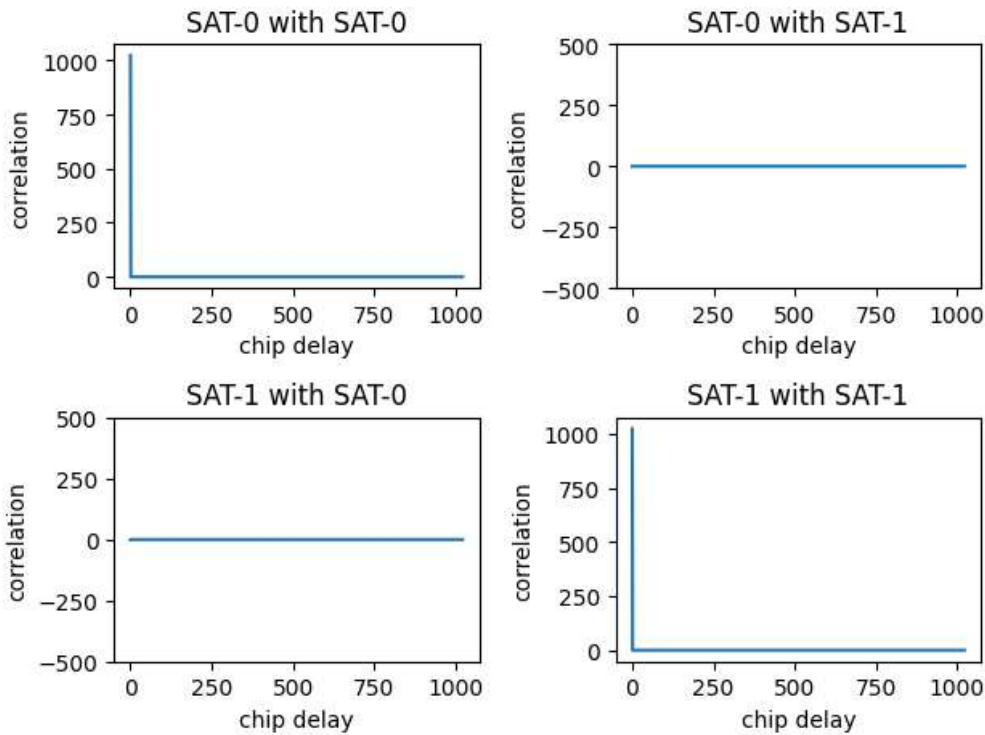 SAT-0 with SAT-0
1000
750
500
250
0
correlation
0 250 500 750 1000
chip delay
SAT-0 with SAT-1
500
250
0
−250
−500
correlation
0 250 500 750 1000
chip delay
SAT-1 with SAT-0
500
250
0
−250
−500
correlation
0 250 500 750 1000
chip delay
SAT-1 with SAT-1
1000
750
500
250
0
correlation
0 250 500 750 1000
chip delay